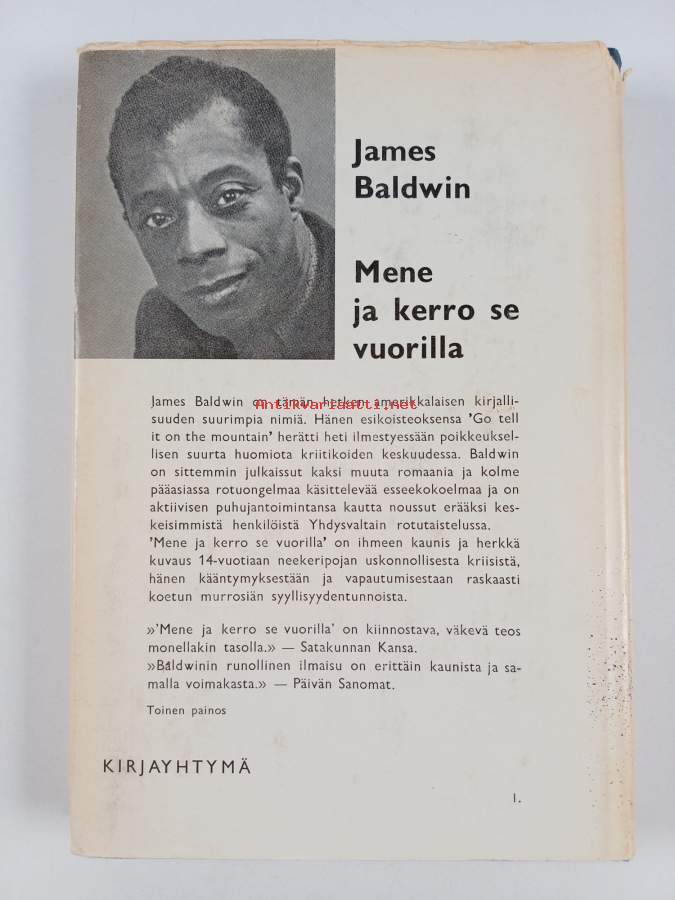 James
Baldwin
Mene
ja kerro se
vuorilla
James Baldwin on tämän hetken amerikkalaisen kirjalli-
Antikvariaatti.net
suuden suurimpia nimiä. Hänen esikoisteoksensa 'Go tell
it on the mountain' herätti heti ilmestyessään poikkeuksel-
lisen suurta huomiota kriitikoiden keskuudessa. Baldwin
on sittemmin julkaissut kaksi muuta romaania ja kolme
pääasiassa rotuongelmaa käsittelevää esseekokoelmaa ja on
aktiivisen puhujantoimintansa kautta noussut erääksi kes-
keisimmistä henkilöistä Yhdysvaltain rotutaistelussa.
'Mene ja kerro se vuorilla' on ihmeen kaunis ja herkkä
kuvaus 14-vuotiaan neekeripojan uskonnollisesta kriisistä,
hänen kääntymyksestään ja vapautumisestaan raskaasti
koetun murrosiän syyllisyydentunnoista.
»'Mene ja kerro se vuorilla' on kiinnostava, väkevä teos
monellakin tasolla.» — Satakunnan Kansa.
»Baldwinin runollinen ilmaisu on erittäin kaunista ja sa-
malla voimakasta.» — Päivän Sanomat.
Toinen painos
KIRJAYHTYMÄ
1.